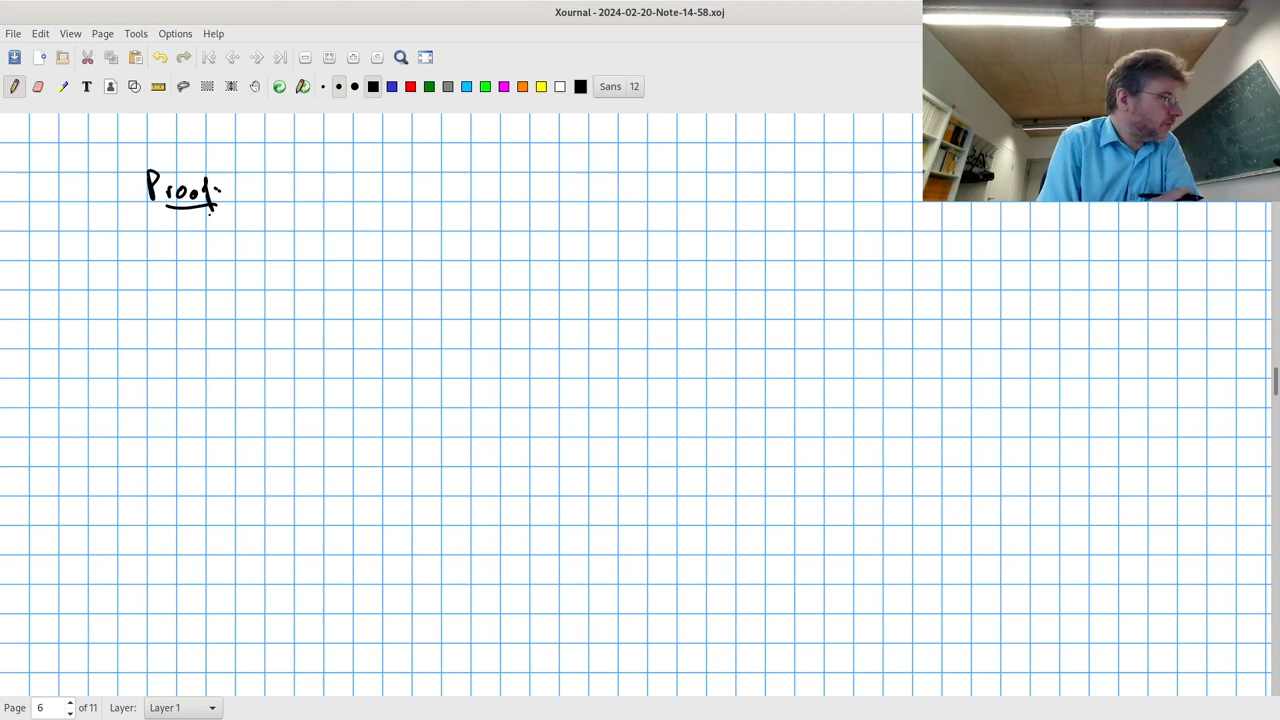 Xournal - 2024-02-20-Note-14-58.xoj
File Edit View Page Tools Options Help
Sans 12
Proof:
Page 6 of 11 Layer: Layer 1